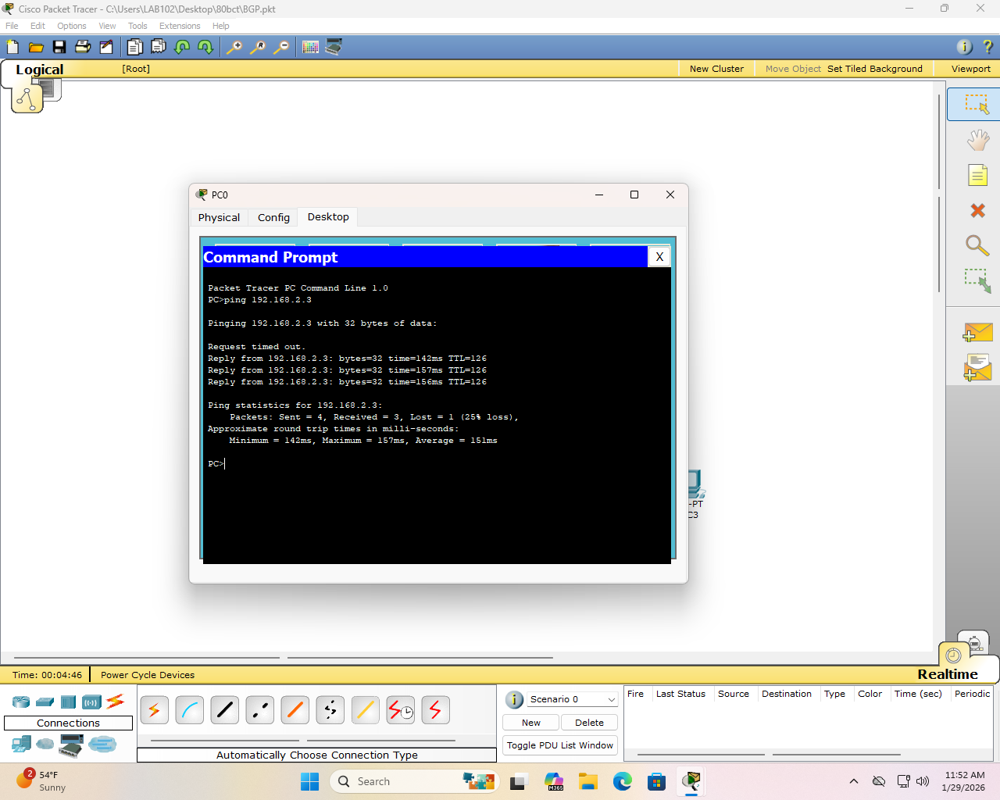 Cisco Packet Tracer - C:\Users\LAB102\Desktop\80bct\BGP.pkt
File Edit Options View Tools Extensions Help
Logical
[Root]
New Cluster
Move Object
Set Tiled Background
Viewport
PC0
Physical
Config
Desktop
Command Prompt
X
Packet Tracer PC Command Line 1.0
PC>ping 192.168.2.3
Pinging 192.168.2.3 with 32 bytes of data:
Request timed out.
Reply from 192.168.2.3: bytes=32 time=142ms TTL=126
Reply from 192.168.2.3: bytes=32 time=157ms TTL=126
Reply from 192.168.2.3: bytes=32 time=156ms TTL=126
Ping statistics for 192.168.2.3:
Packets: Sent = 4, Received = 3, Lost = 1 (25% loss),
Approximate round trip times in milli-seconds:
Minimum = 142ms, Maximum = 157ms, Average = 151ms
PC>
-PT
C3
Time: 00:04:46
Power Cycle Devices
Realtime
Connections
Automatically Choose Connection Type
Scenario 0
New
Delete
Toggle PDU List Window
Fire Last Status Source Destination Type Color Time (sec) Periodic
2
54°F
Sunny
Search
M365
11:52 AM
1/29/2026